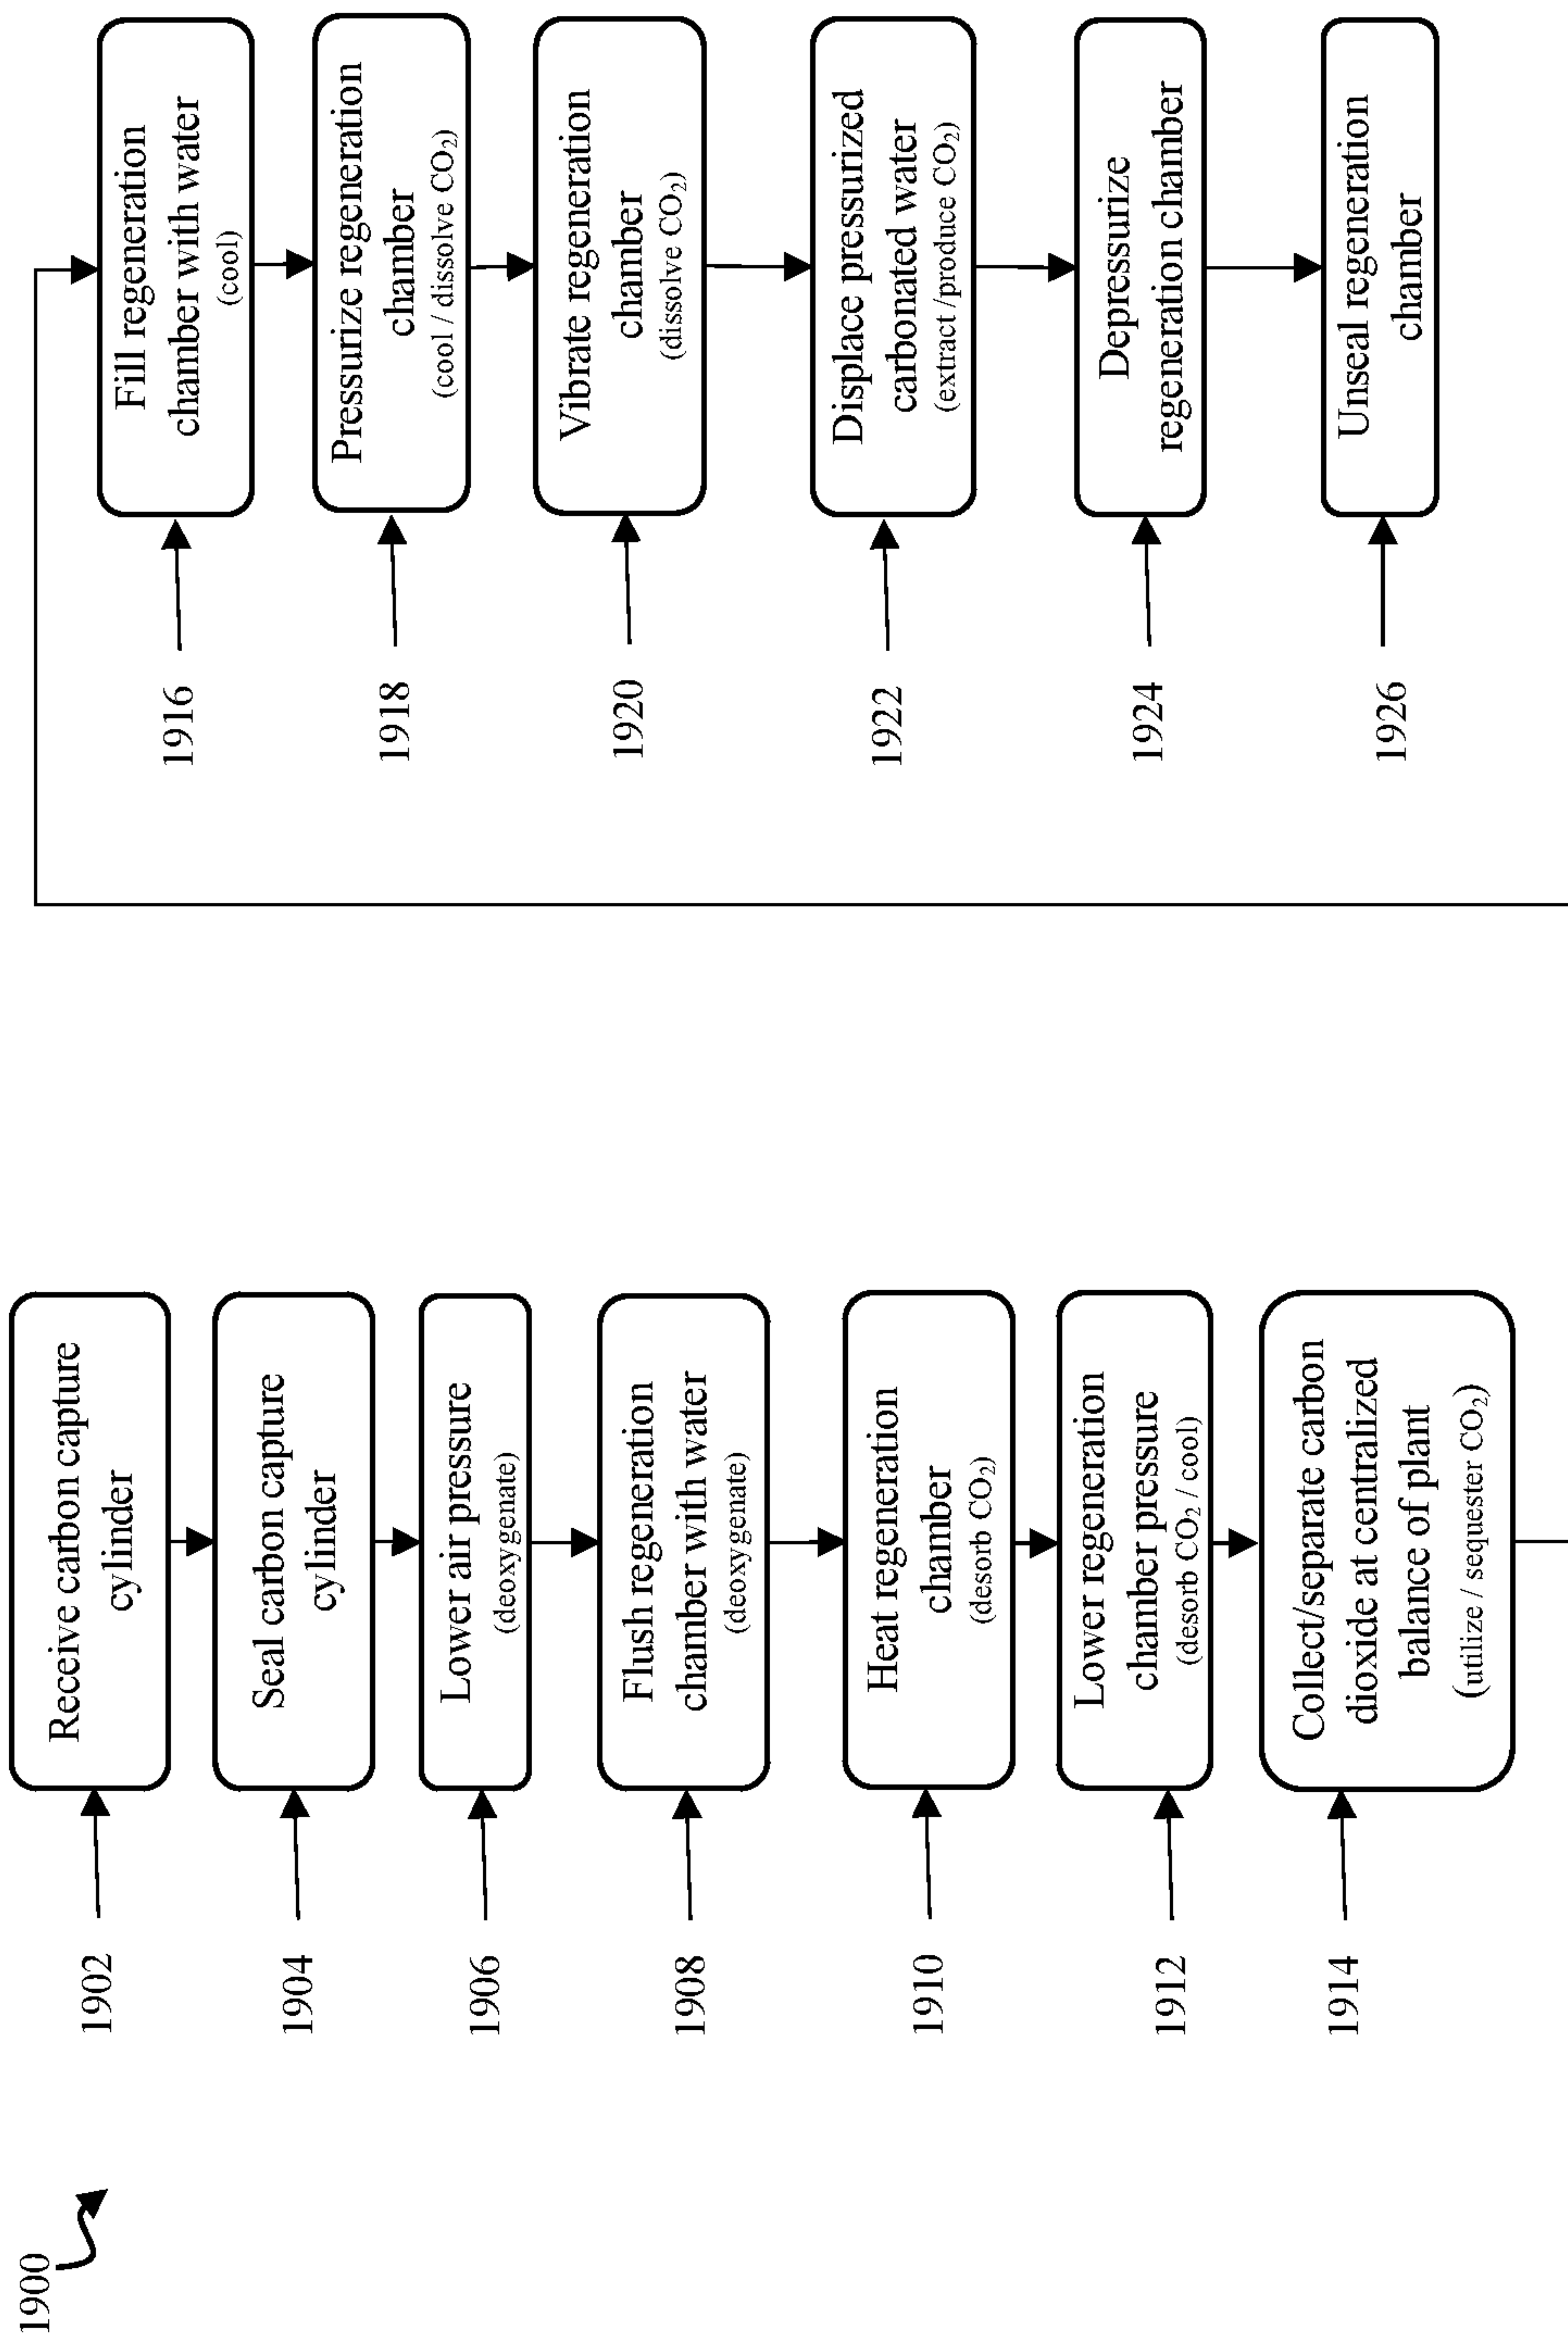 1900
1902
Receive carbon capture
cylinder
1904
Seal carbon capture
cylinder
1906
Lower air pressure
(deoxygenate)
1908
Flush regeneration
chamber with water
(deoxygenate)
1910
Heat regeneration
chamber
(desorb CO₂)
1912
Lower regeneration
chamber pressure
(desorb CO₂ / cool)
1914
Collect/separate carbon
dioxide at centralized
balance of plant
(utilize / sequester CO₂)
1916
Fill regeneration
chamber with water
(cool)
1918
Pressurize regeneration
chamber
(cool / dissolve CO₂)
1920
Vibrate regeneration
chamber
(dissolve CO₂)
1922
Displace pressurized
carbonated water
(extract /produce CO₂)
1924
Depressurize
regeneration chamber
1926
Unseal regeneration
chamber